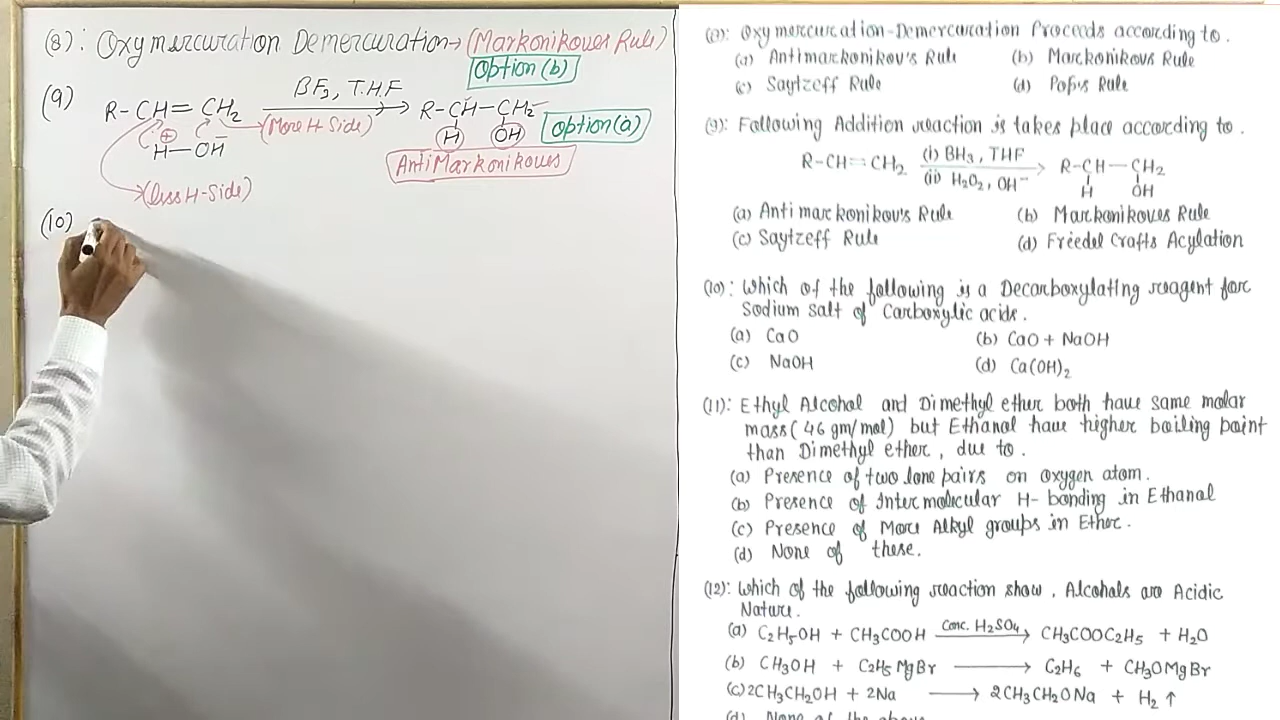 (8): Oxymercuration Demercuration → (Markonikoves Rule)
Option (b)
(9)
BF3, T.H.F
R-CH=CH2 R-CH-CH2-
(More H Side) H OH Option (a)
⊕
H-OH
AntiMarkonikoves
(less H-Side)
(10)
(8): Oxymercuration-Demercuration Proceeds according to.
(a) Antimarkonikov's Rule (b) Markonikovs Rule
(c) Saytzeff Rule (d) Pop's Rule
(9): Following Addition reaction is takes place according to.
R-CH=CH2 (i) BH3, THF (ii) H2O2, OH- → R-CH-CH2
H OH
(a) Antimarkonikov's Rule (b) Markonikoves Rule
(c) Saytzeff Rule (d) Freedel Crafts Acylation
(10): Which of the following is a Decarboxylating reagent for
Sodium salt of Carboxylic acids.
(a) CaO (b) CaO + NaOH
(c) NaOH (d) Ca(OH)2
(11): Ethyl Alcohol and Dimethyl ether both have same molar
mass (46 gm/mol) but Ethanol have higher boiling point
than Dimethyl ether, due to.
(a) Presence of two lone pairs on oxygen atom.
(b) Presence of Intermolecular H-bonding in Ethanol
(c) Presence of More Alkyl groups in Ether.
(d) None of these.
(12): Which of the following reaction show, Alcohals are Acidic
Nature.
(a) C2H5OH + CH3COOH Conc. H2SO4 → CH3COOC2H5 + H2O
(b) CH3OH + C2H5MgBr → C2H6 + CH3OMgBr
(c) 2CH3CH2OH + 2Na → 2CH3CH2ONa + H2 ↑
(d) None of the above